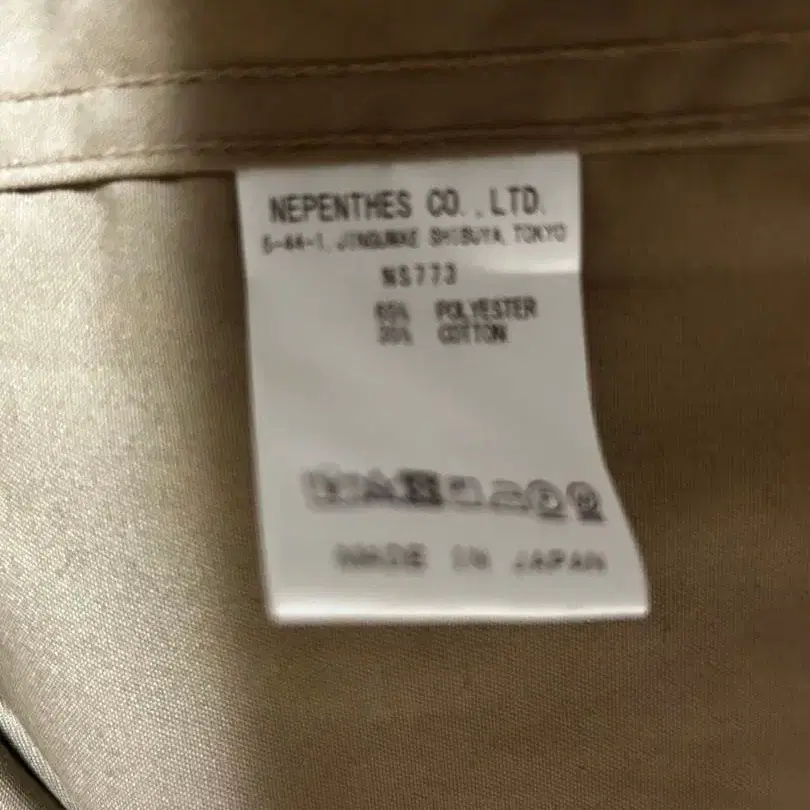 NEPENTHES CO., LTD.
5-44-1, JINGUMAE SHIBUYA, TOKYO
NS773
65% POLYESTER
35% COTTON
MADE IN JAPAN